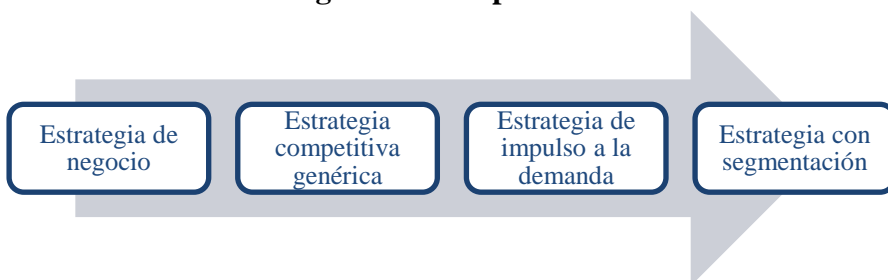 Estrategia de
negocio
Estrategia
competitiva
genérica
Estrategia de
impulso a la
demanda
Estrategia con
segmentación